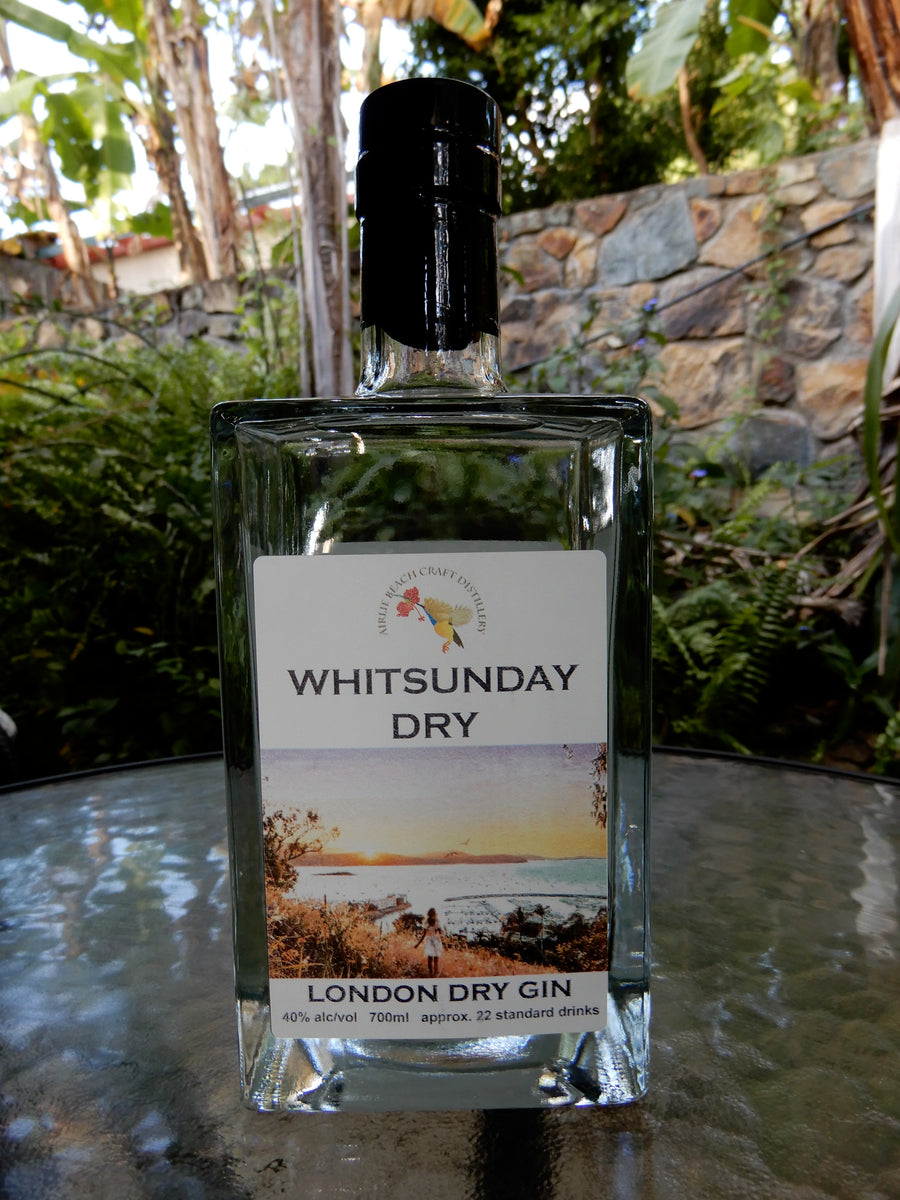 AIRLIE BEACH CRAFT DISTILLERY
WHITSUNDAY
DRY
LONDON DRY GIN
40% alc/vol 700ml approx. 22 standard drinks